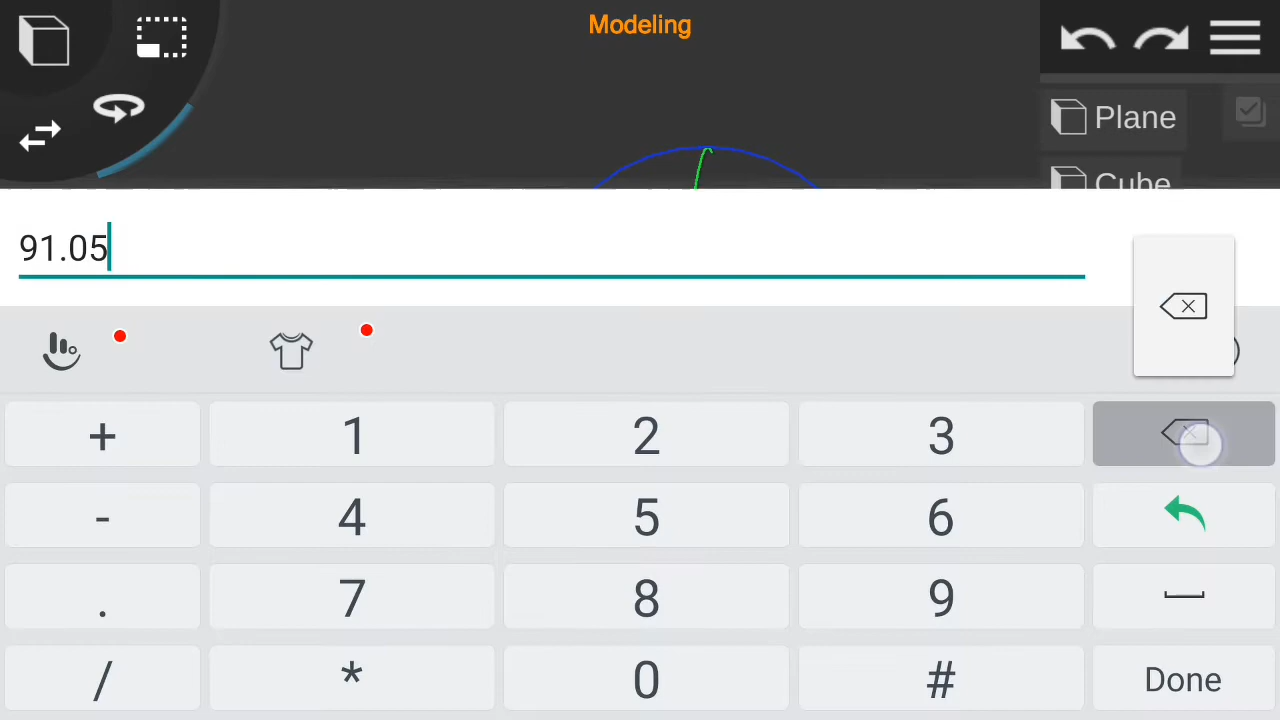 Modeling
Plane
Cube
91.05
+ 1 2 3
- 4 5 6
. 7 8 9
/ * 0 # Done